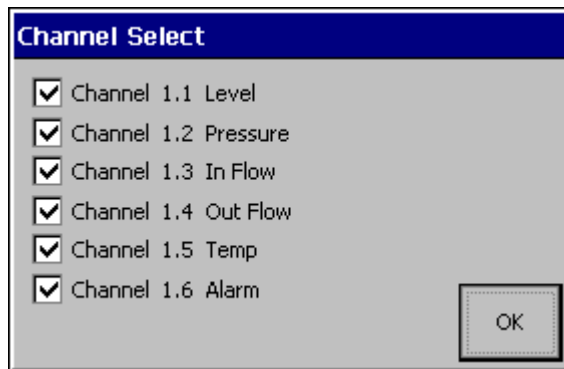 Channel Select
Channel 1.1 Level
Channel 1.2 Pressure
Channel 1.3 In Flow
Channel 1.4 Out Flow
Channel 1.5 Temp
Channel 1.6 Alarm
OK